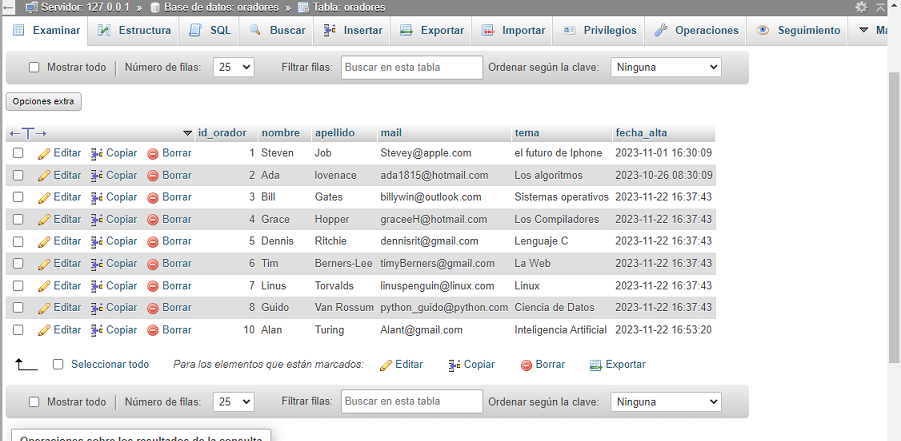 Servidor: 127.0.0.1 » Base de datos: oradores » Tabla: oradores
Examinar Estructura SQL Buscar Insertar Exportar Importar Privilegios Operaciones Seguimiento
Mostrar todo Número de filas: 25 Filtrar filas: Buscar en esta tabla Ordenar según la clave: Ninguna
Opciones extra
←T→ id_orador nombre apellido mail tema fecha_alta
Editar Copiar Borrar 1 Steven Job Stevey@apple.com el futuro de Iphone 2023-11-01 16:30:09
Editar Copiar Borrar 2 Ada lovenace ada1815@hotmail.com Los algoritmos 2023-10-26 08:30:09
Editar Copiar Borrar 3 Bill Gates billywin@outlook.com Sistemas operativos 2023-11-22 16:37:43
Editar Copiar Borrar 4 Grace Hopper graceeH@hotmail.com Los Compiladores 2023-11-22 16:37:43
Editar Copiar Borrar 5 Dennis Ritchie dennisrit@gmail.com Lenguaje C 2023-11-22 16:37:43
Editar Copiar Borrar 6 Tim Berners-Lee timyBerners@gmail.com La Web 2023-11-22 16:37:43
Editar Copiar Borrar 7 Linus Torvalds linuspenguin@linux.com Linux 2023-11-22 16:37:43
Editar Copiar Borrar 8 Guido Van Rossum python_guido@python.com Ciencia de Datos 2023-11-22 16:37:43
Editar Copiar Borrar 10 Alan Turing Alant@gmail.com Inteligencia Artificial 2023-11-22 16:53:20
Seleccionar todo Para los elementos que están marcados: Editar Copiar Borrar Exportar
Mostrar todo Número de filas: 25 Filtrar filas: Buscar en esta tabla Ordenar según la clave: Ninguna
Operaciones sobre los resultados de la consulta